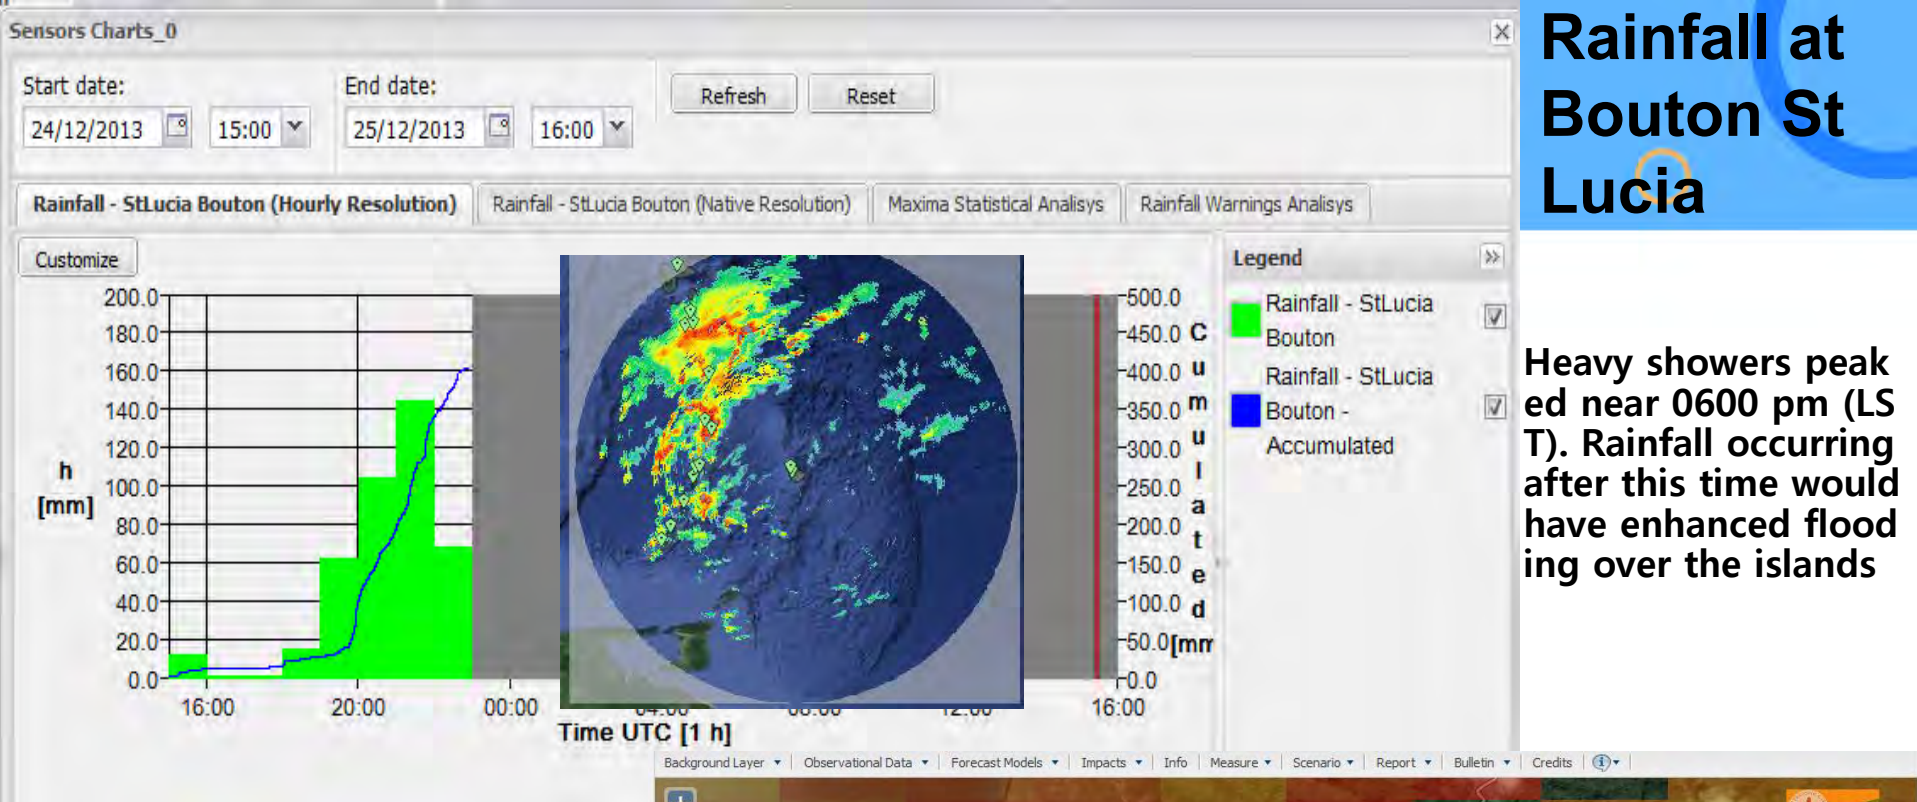 Sensors Charts_0
Start date:
24/12/2013 15:00
End date:
25/12/2013 16:00
Refresh Reset
Rainfall - StLucia Bouton (Hourly Resolution) Rainfall - StLucia Bouton (Native Resolution) Maxima Statistical Analisys Rainfall Warnings Analisys
Customize
200.0
180.0
160.0
140.0
120.0
100.0
80.0
60.0
40.0
20.0
0.0
h
[mm]
16:00 20:00 00:00 04:00 08:00 12:00 16:00
Time UTC [1 h]
500.0
450.0
400.0
350.0
300.0
250.0
200.0
150.0
100.0
50.0
0.0
Cumulated
[mm
Legend
Rainfall - StLucia
Bouton
Rainfall - StLucia
Bouton -
Accumulated
Rainfall at
Bouton St
Lucia
Heavy showers peak
ed near 0600 pm (LS
T). Rainfall occurring
after this time would
have enhanced flood
ing over the islands
Background Layer Observational Data Forecast Models Impacts Info Measure Scenario Report Bulletin Credits